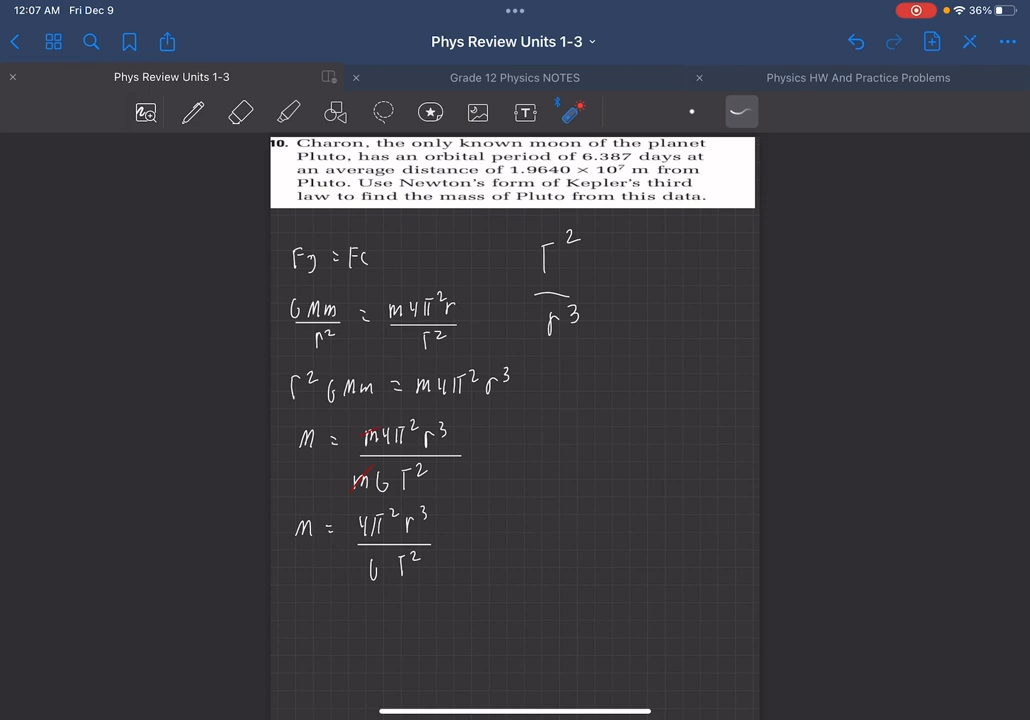 12:07 AM Fri Dec 9
36%
Phys Review Units 1-3
Phys Review Units 1-3
Grade 12 Physics NOTES
Physics HW And Practice Problems
10. Charon, the only known moon of the planet
Pluto, has an orbital period of 6.387 days at
an average distance of 1.9640 × 10⁷ m from
Pluto. Use Newton's form of Kepler's third
law to find the mass of Pluto from this data.
Fg = Fc
GMm/r² = m4π²r/T²
T²/r³
T²GMm = m4π²r³
M = m4π²r³/mGT²
M = 4π²r³/GT²